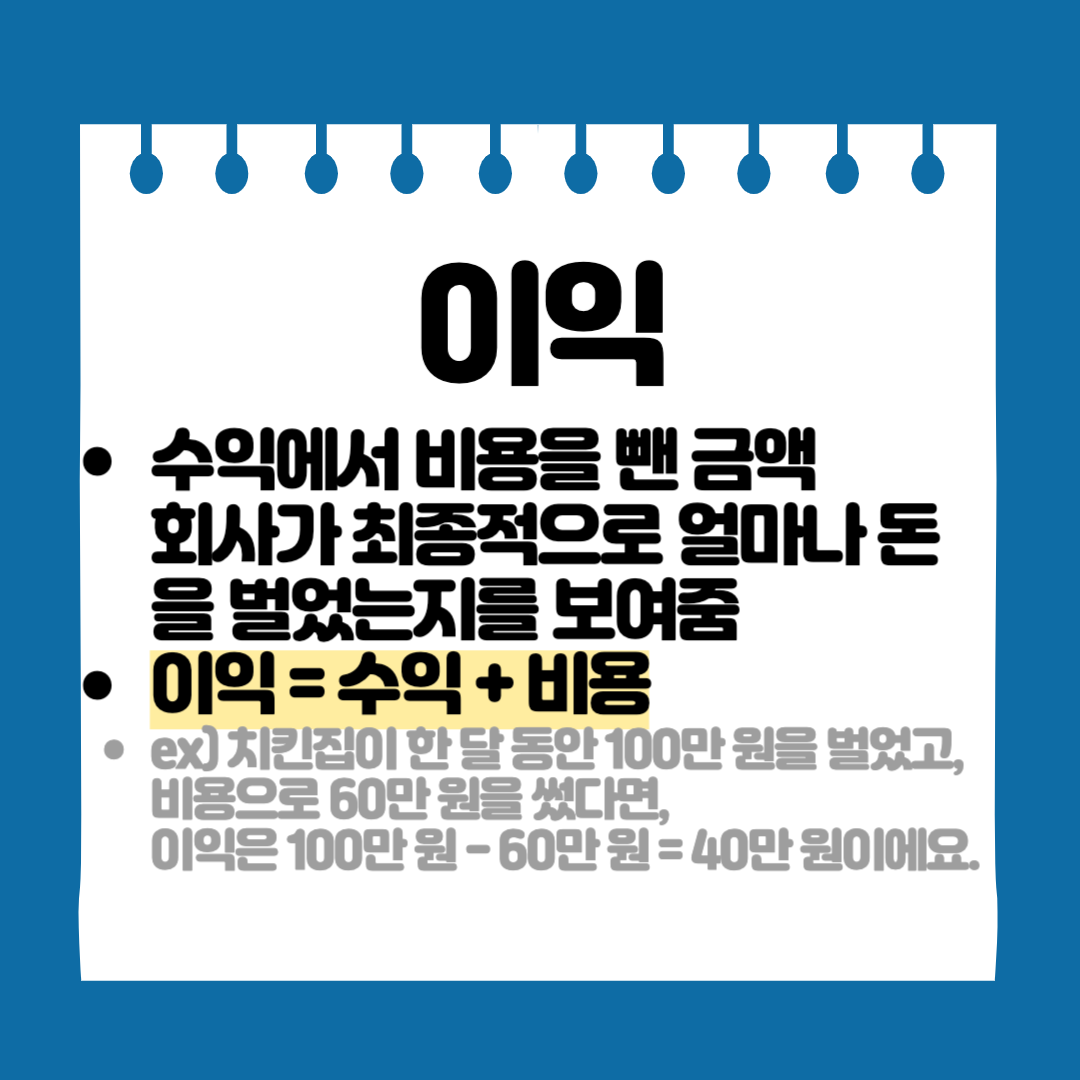 이익
수익에서 비용을 뺀 금액
회사가 최종적으로 얼마나 돈
을 벌었는지를 보여줌
이익 = 수익 + 비용
ex) 치킨집이 한 달 동안 100만 원을 벌었고,
비용으로 60만 원을 썼다면,
이익은 100만 원 - 60만 원 = 40만 원이에요.